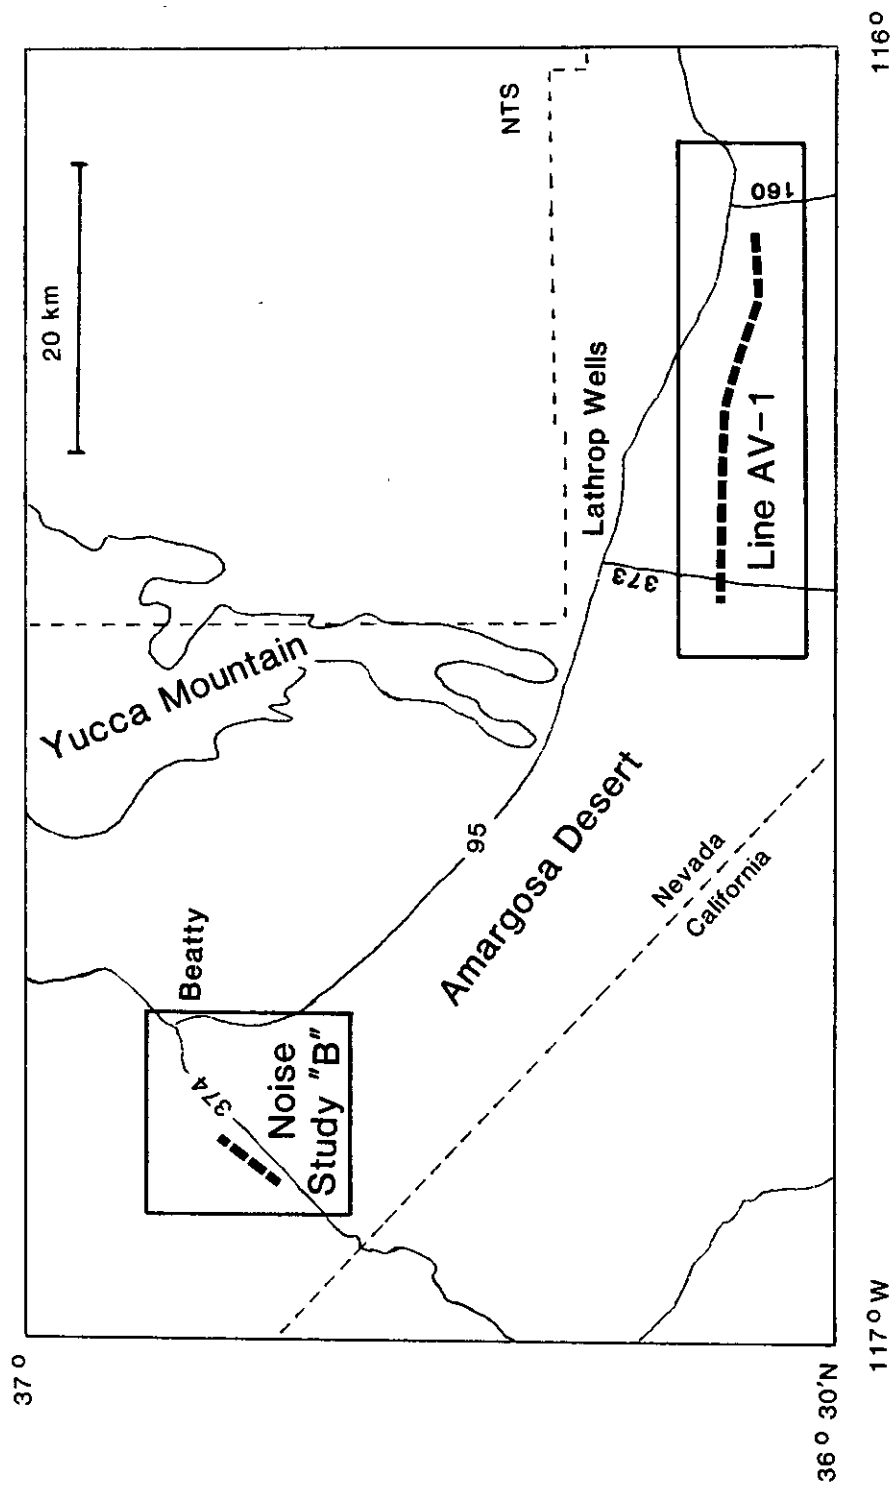 37°
20 km
Yucca Mountain
NTS
Beatty
374
Noise
Study "B"
95
Lathrop Wells
Amargosa Desert
373
160
Line AV-1
Nevada
California
36° 30'N
117°W
116°